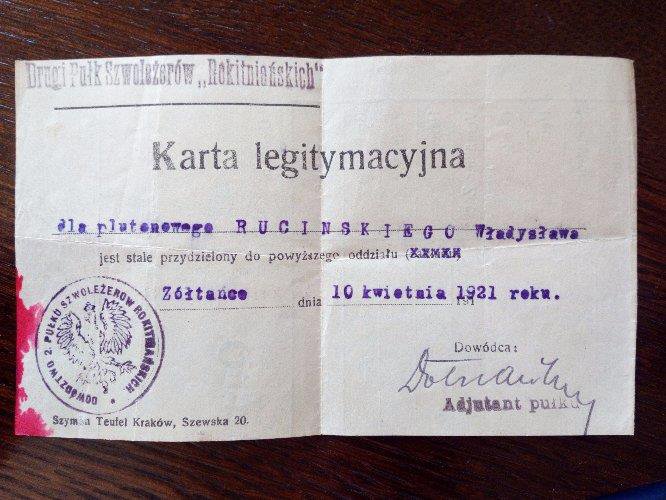 Drugi Pułk Szwoleżerów „Rokitniańskich“
Karta legitymacyjna
dla plutonowego RUCINSKIEGO Władysława
jest stale przydzielony do powyższego oddziału
Żółtańce dnia 10 kwietnia 1921 roku.
DOWÓDZTWO 2. PUŁKU SZWOLEŻERÓW ROKITNIAŃSKICH
Dowódca:
Adjutant pułku
Szymon Teufel Kraków, Szewska 20.